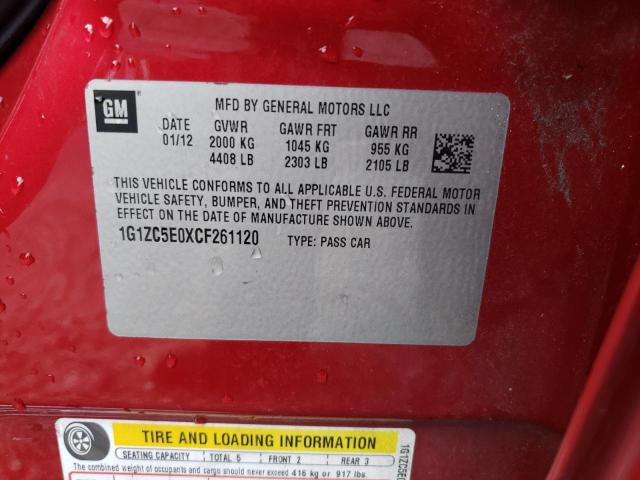 GM
MFD BY GENERAL MOTORS LLC
DATE GVWR GAWR FRT GAWR RR
01/12 2000 KG 1045 KG 955 KG
4408 LB 2303 LB 2105 LB
THIS VEHICLE CONFORMS TO ALL APPLICABLE U.S. FEDERAL MOTOR
VEHICLE SAFETY, BUMPER, AND THEFT PREVENTION STANDARDS IN
EFFECT ON THE DATE OF MANUFACTURE SHOWN ABOVE.
1G1ZC5E0XCF261120 TYPE: PASS CAR
TIRE AND LOADING INFORMATION
SEATING CAPACITY TOTAL 5 FRONT 2 REAR 3
The combined weight of occupants and cargo should never exceed 416 kg or 917 lbs.
1G1ZC5E